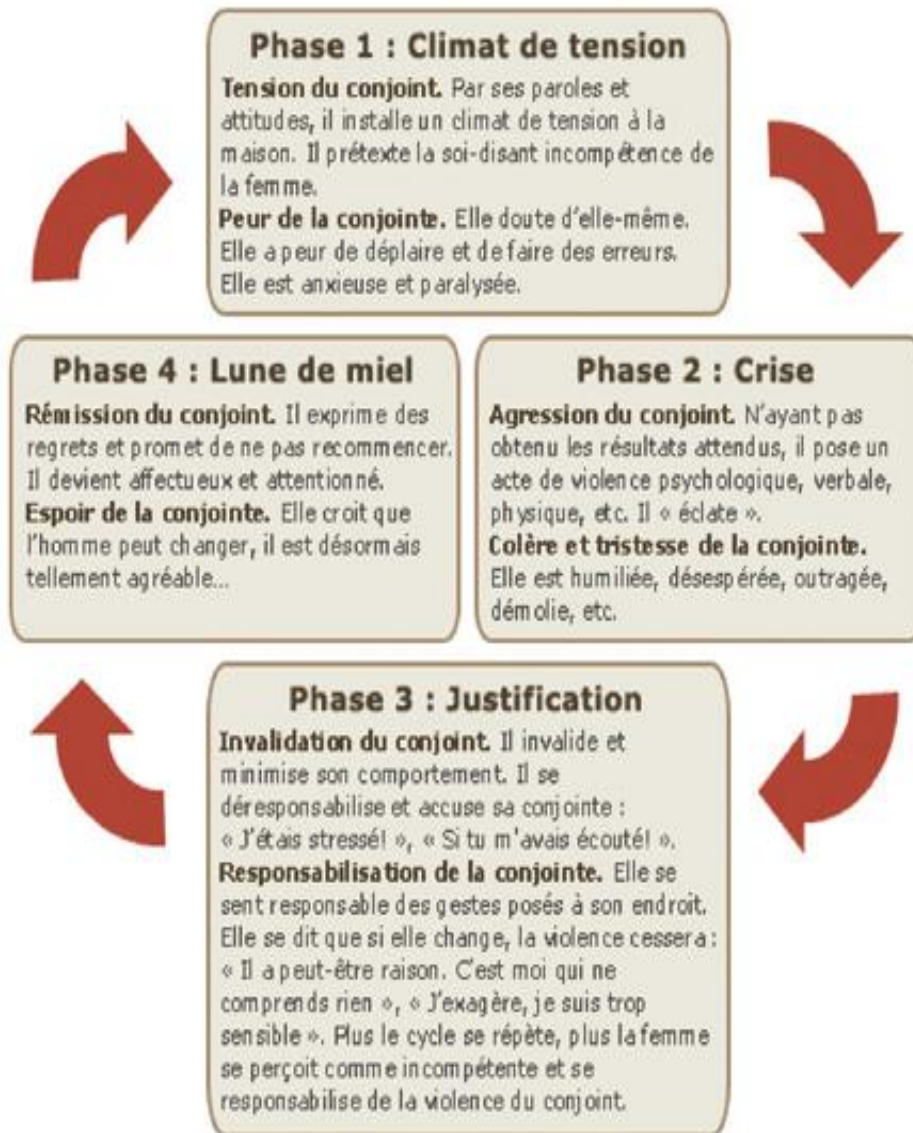 Phase 1 : Climat de tension
Tension du conjoint. Par ses paroles et
attitudes, il installe un climat de tension à la
maison. Il prétexte la soi-disant incompétence de
la femme.
Peur de la conjointe. Elle doute d'elle-même.
Elle a peur de déplaire et de faire des erreurs.
Elle est anxieuse et paralysée.
Phase 2 : Crise
Agression du conjoint. N'ayant pas
obtenu les résultats attendus, il pose un
acte de violence psychologique, verbale,
physique, etc. Il « éclate ».
Colère et tristesse de la conjointe.
Elle est humiliée, désespérée, outragée,
démolie, etc.
Phase 3 : Justification
Invalidation du conjoint. Il invalide et
minimise son comportement. Il se
déresponsabilise et accuse sa conjointe :
« J'étais stressé! », « Si tu m'avais écouté! ».
Responsabilisation de la conjointe. Elle se
sent responsable des gestes posés à son endroit.
Elle se dit que si elle change, la violence cessera :
« Il a peut-être raison. C'est moi qui ne
comprends rien », « J'exagère, je suis trop
sensible ». Plus le cycle se répète, plus la femme
se perçoit comme incompétente et se
responsabilise de la violence du conjoint.
Phase 4 : Lune de miel
Rémission du conjoint. Il exprime des
regrets et promet de ne pas recommencer.
Il devient affectueux et attentionné.
Espoir de la conjointe. Elle croit que
l'homme peut changer, il est désormais
tellement agréable...